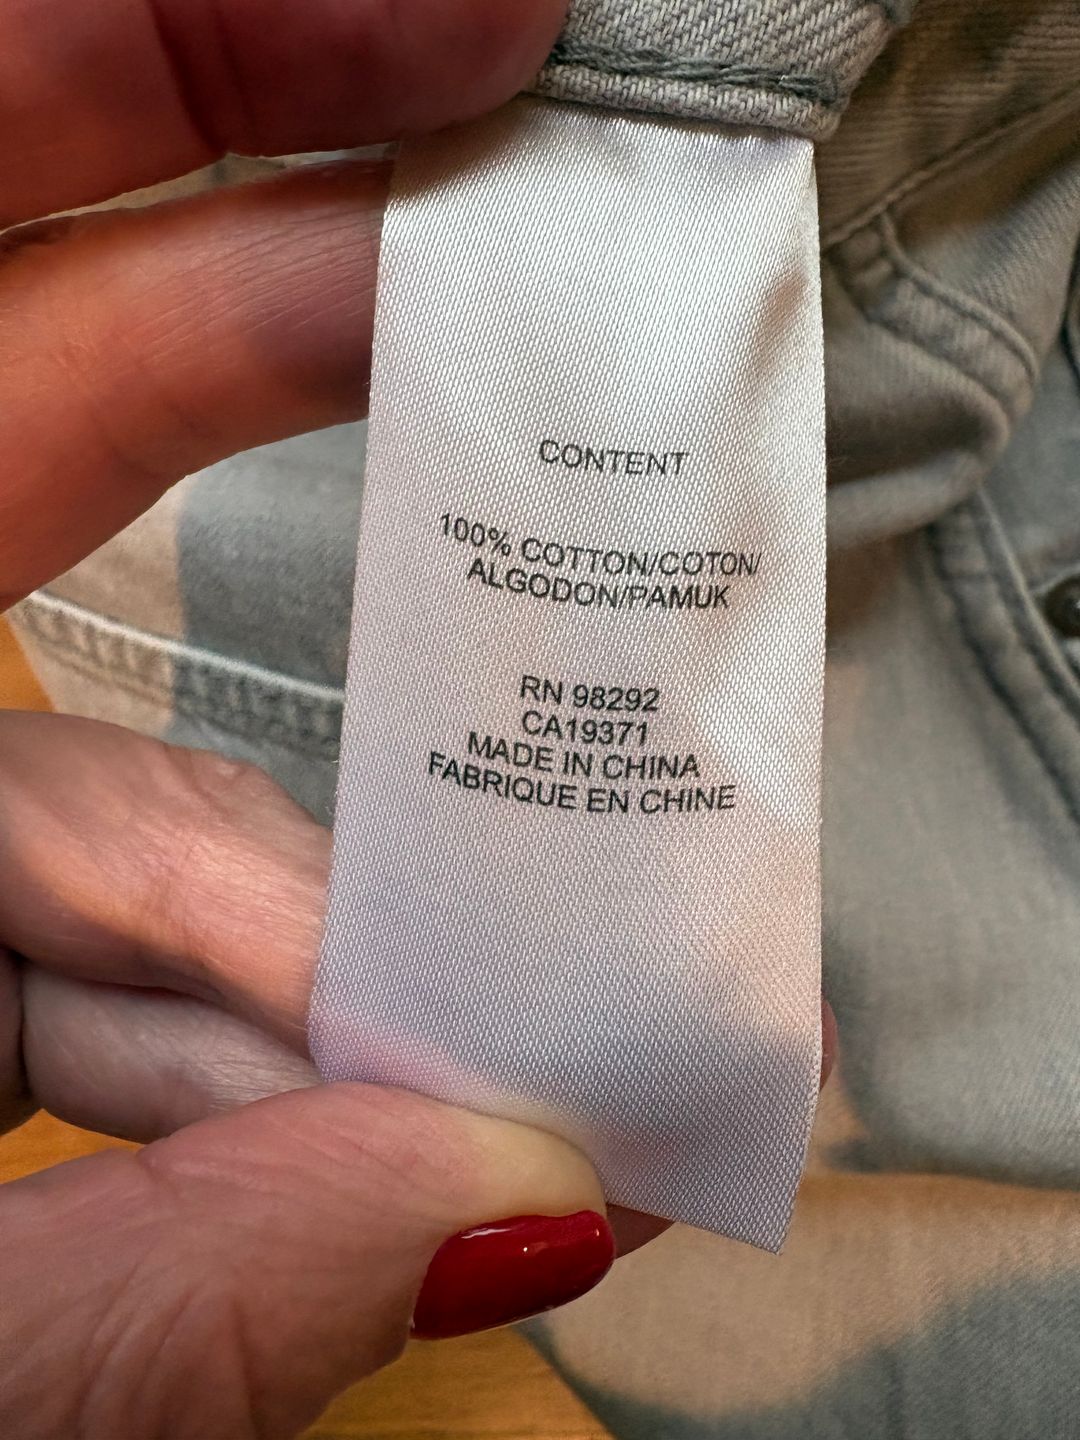 CONTENT
100% COTTON/COTON/
ALGODON/PAMUK
RN 98292
CA19371
MADE IN CHINA
FABRIQUE EN CHINE